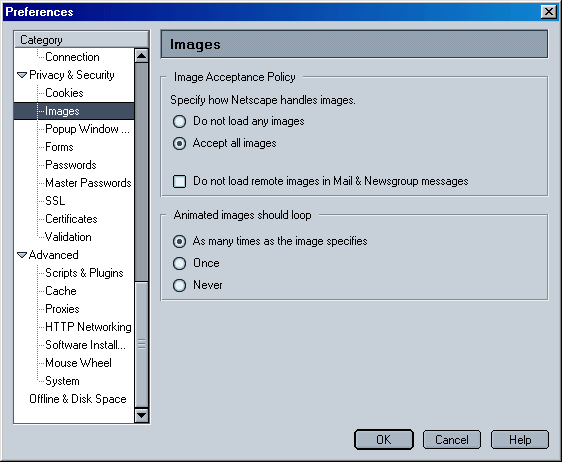 Preferences
Category
Connection
Privacy & Security
Cookies
Images
Popup Window ...
Forms
Passwords
Master Passwords
SSL
Certificates
Validation
Advanced
Scripts & Plugins
Cache
Proxies
HTTP Networking
Software Install...
Mouse Wheel
System
Offline & Disk Space
Images
Image Acceptance Policy
Specify how Netscape handles images.
Do not load any images
Accept all images
Do not load remote images in Mail & Newsgroup messages
Animated images should loop
As many times as the image specifies
Once
Never
OK
Cancel
Help